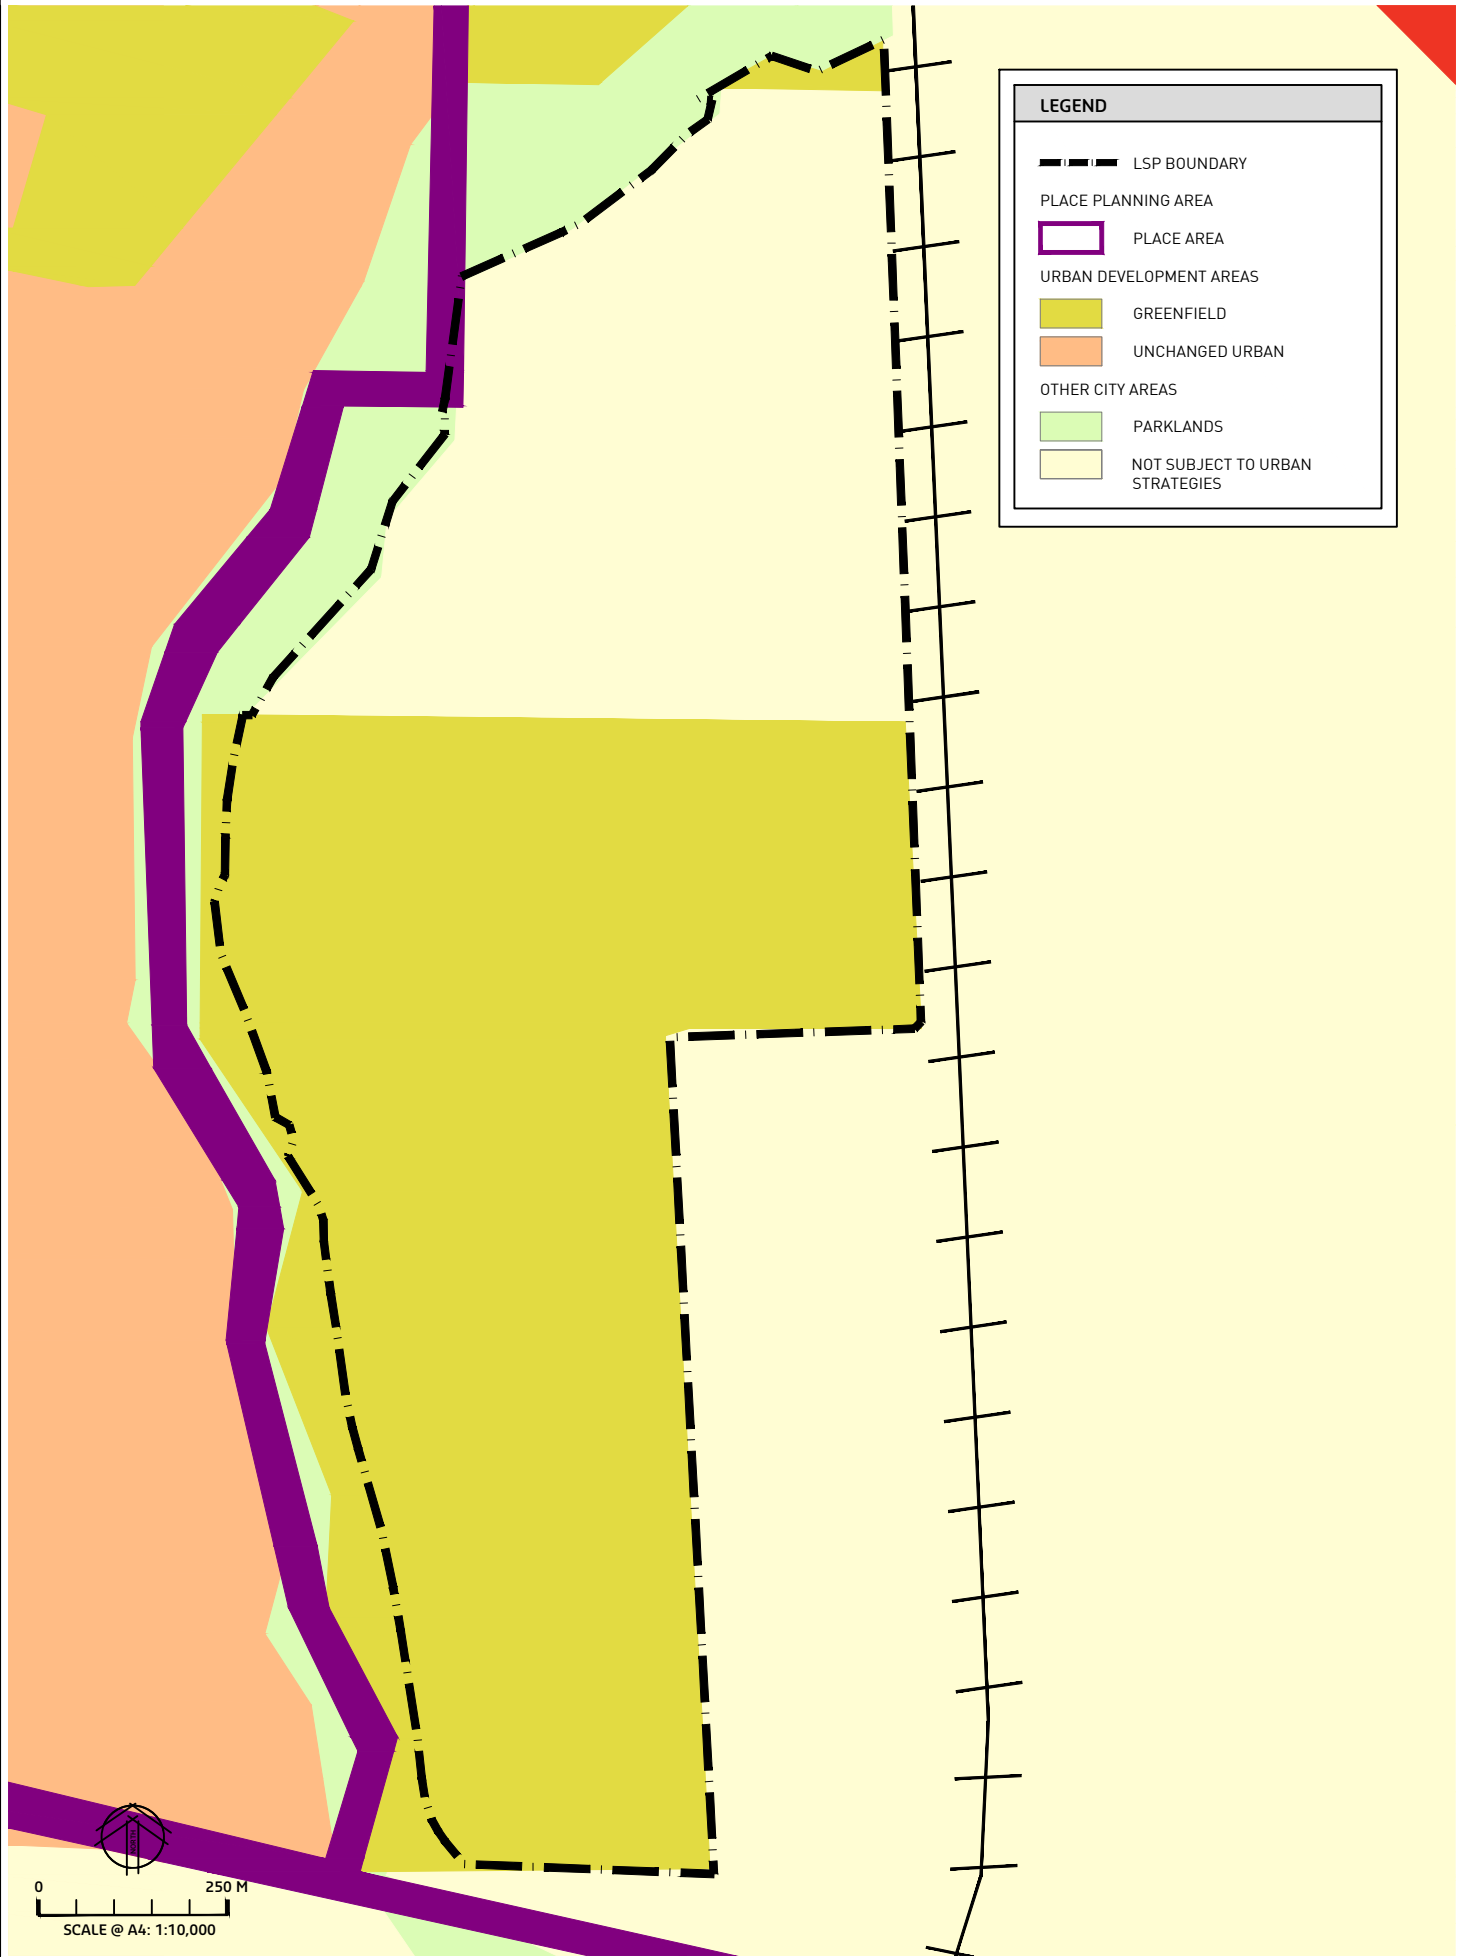 LEGEND
LSP BOUNDARY
PLACE PLANNING AREA
PLACE AREA
URBAN DEVELOPMENT AREAS
GREENFIELD
UNCHANGED URBAN
OTHER CITY AREAS
PARKLANDS
NOT SUBJECT TO URBAN
STRATEGIES
NORTH
0 250 M
SCALE @ A4: 1:10,000